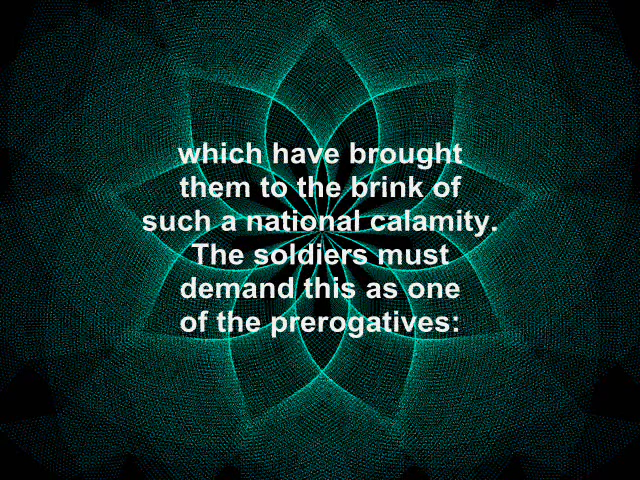 which have brought
them to the brink of
such a national calamity.
The soldiers must
demand this as one
of the prerogatives: